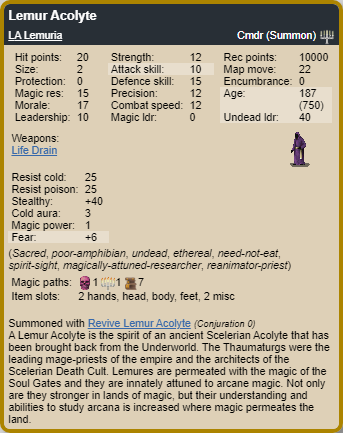 Lemur Acolyte
LA Lemuria Cmdr (Summon)
Hit points: 20 Strength: 12 Rec points: 10000
Size: 2 Attack skill: 10 Map move: 22
Protection: 0 Defence skill: 15 Encumbrance: 0
Magic res: 15 Precision: 12 Age: 187
Morale: 17 Combat speed: 12 (750)
Leadership: 10 Magic ldr: 0 Undead ldr: 40
Weapons:
Life Drain
Resist cold: 25
Resist poison: 25
Stealthy: +40
Cold aura: 3
Magic power: 1
Fear: +6
(Sacred, poor-amphibian, undead, ethereal, need-not-eat,
spirit-sight, magically-attuned-researcher, reanimator-priest)
Magic paths: 1 1 7
Item slots: 2 hands, head, body, feet, 2 misc
Summoned with Revive Lemur Acolyte (Conjuration 0)
A Lemur Acolyte is the spirit of an ancient Scelerian Acolyte that has
been brought back from the Underworld. The Thaumaturgs were the
leading mage-priests of the empire and the architects of the
Scelerian Death Cult. Lemures are permeated with the magic of the
Soul Gates and they are innately attuned to arcane magic. Not only
are they stronger in lands of magic, but their understanding and
abilities to study arcana is increased where magic permeates the
land.